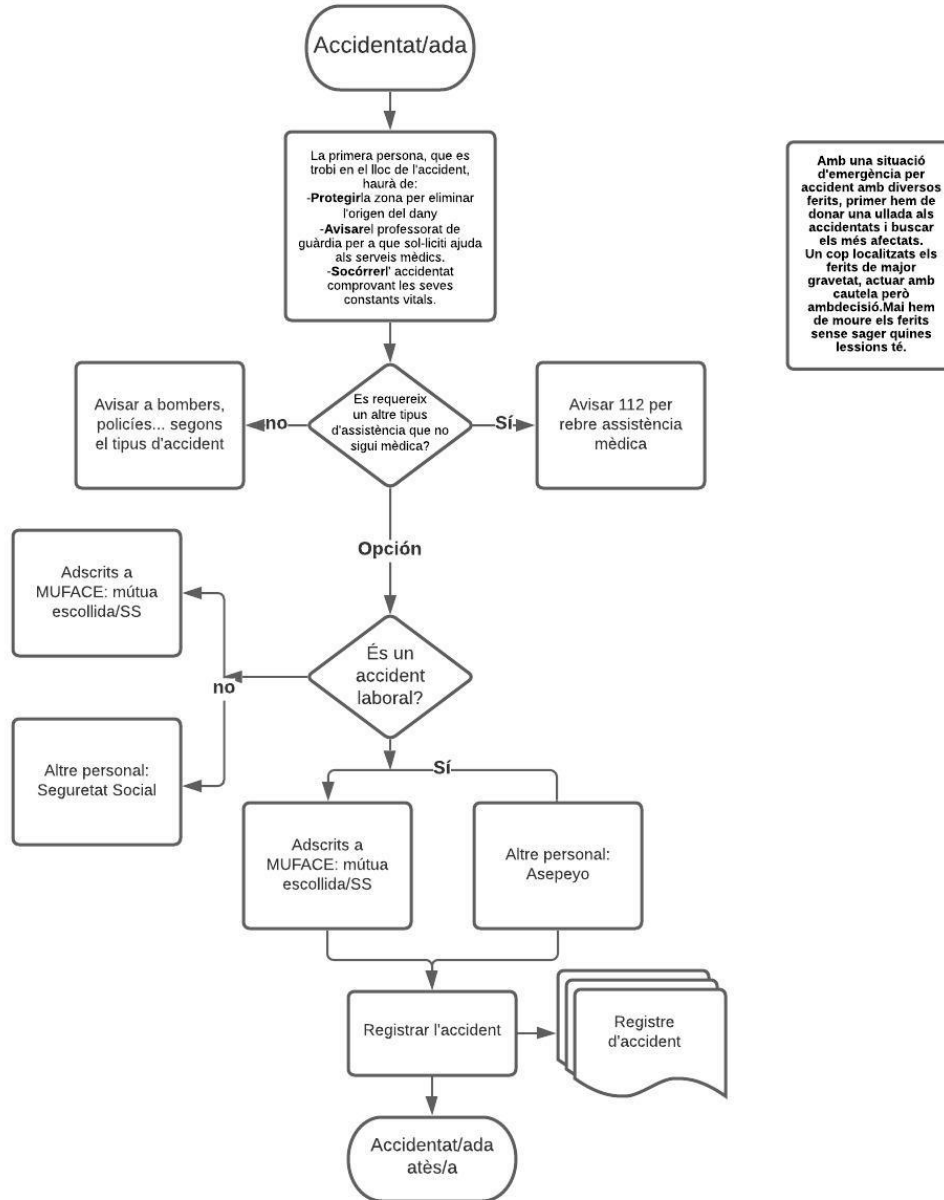 Accidentat/ada
La primera persona, que es
trobi en el lloc de l'accident,
haurà de:
-Protegirla zona per eliminar
l'origen del dany
-Avisarel professorat de
guàrdia per a que sol·liciti ajuda
als serveis mèdics.
-Socórrerl' accidentat
comprovant les seves
constants vitals.
Amb una situació
d'emergència per
accident amb diversos
ferits, primer hem de
donar una ullada als
accidentats i buscar
els més afectats.
Un cop localitzats els
ferits de major
gravetat, actuar amb
cautela però
ambdecisió.Mai hem
de moure els ferits
sense sager quines
lessions té.
Avisar a bombers,
policíes... segons
el tipus d'accident
no
Es requereix
un altre tipus
d'assistència que no
sigui mèdica?
Sí
Avisar 112 per
rebre assistència
mèdica
Opción
Adscrits a
MUFACE: mútua
escollida/SS
És un
accident
laboral?
no
Altre personal:
Seguretat Social
Sí
Adscrits a
MUFACE: mútua
escollida/SS
Altre personal:
Asepeyo
Registrar l'accident
Registre
d'accident
Accidentat/ada
atès/a